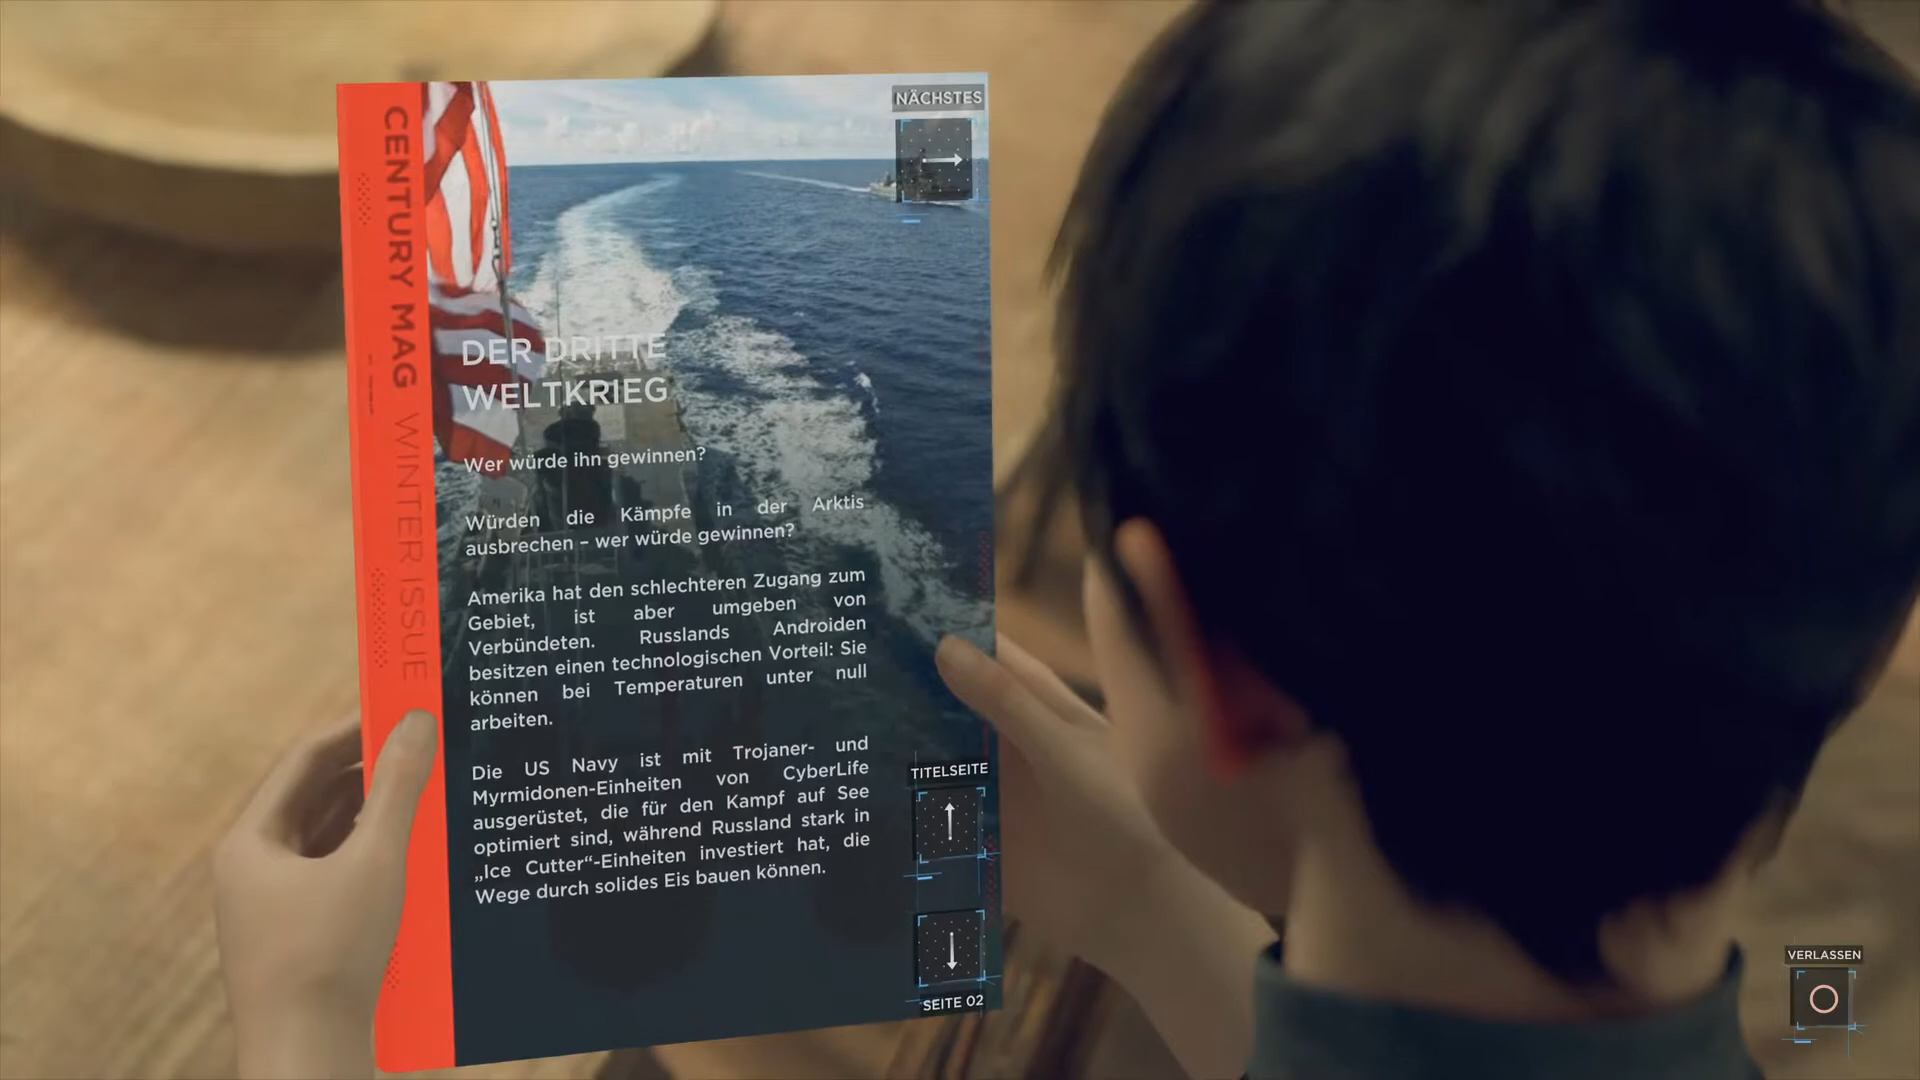 CENTURY MAG WINTER ISSUE
NÄCHSTES
DER DRITTE
WELTKRIEG
Wer würde ihn gewinnen?
Würden die Kämpfe in der Arktis
ausbrechen – wer würde gewinnen?
Amerika hat den schlechteren Zugang zum
Gebiet, ist aber umgeben von
Verbündeten. Russlands Androiden
besitzen einen technologischen Vorteil: Sie
können bei Temperaturen unter null
arbeiten.
Die US Navy ist mit Trojaner- und
Myrmidonen-Einheiten von CyberLife
ausgerüstet, die für den Kampf auf See
optimiert sind, während Russland stark in
„Ice Cutter“-Einheiten investiert hat, die
Wege durch solides Eis bauen können.
TITELSEITE
SEITE 02
VERLASSEN